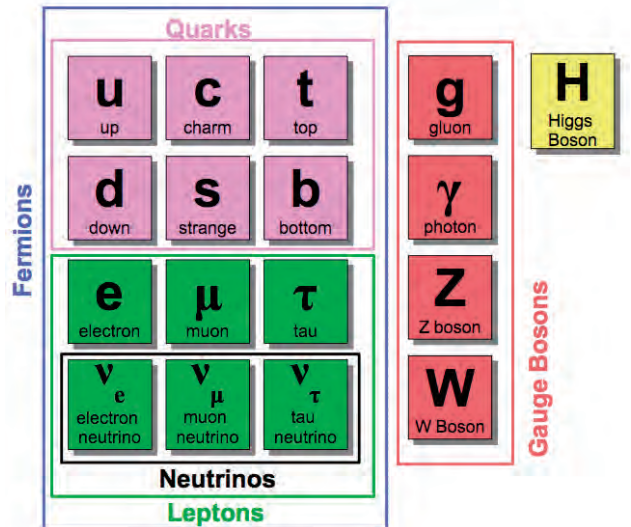 Quarks
u
up
c
charm
t
top
d
down
s
strange
b
bottom
Fermions
e
electron
μ
muon
τ
tau
ν
e
electron
neutrino
ν
μ
muon
neutrino
ν
τ
tau
neutrino
Neutrinos
Leptons
g
gluon
γ
photon
Z
Z boson
W
W Boson
Gauge Bosons
H
Higgs
Boson